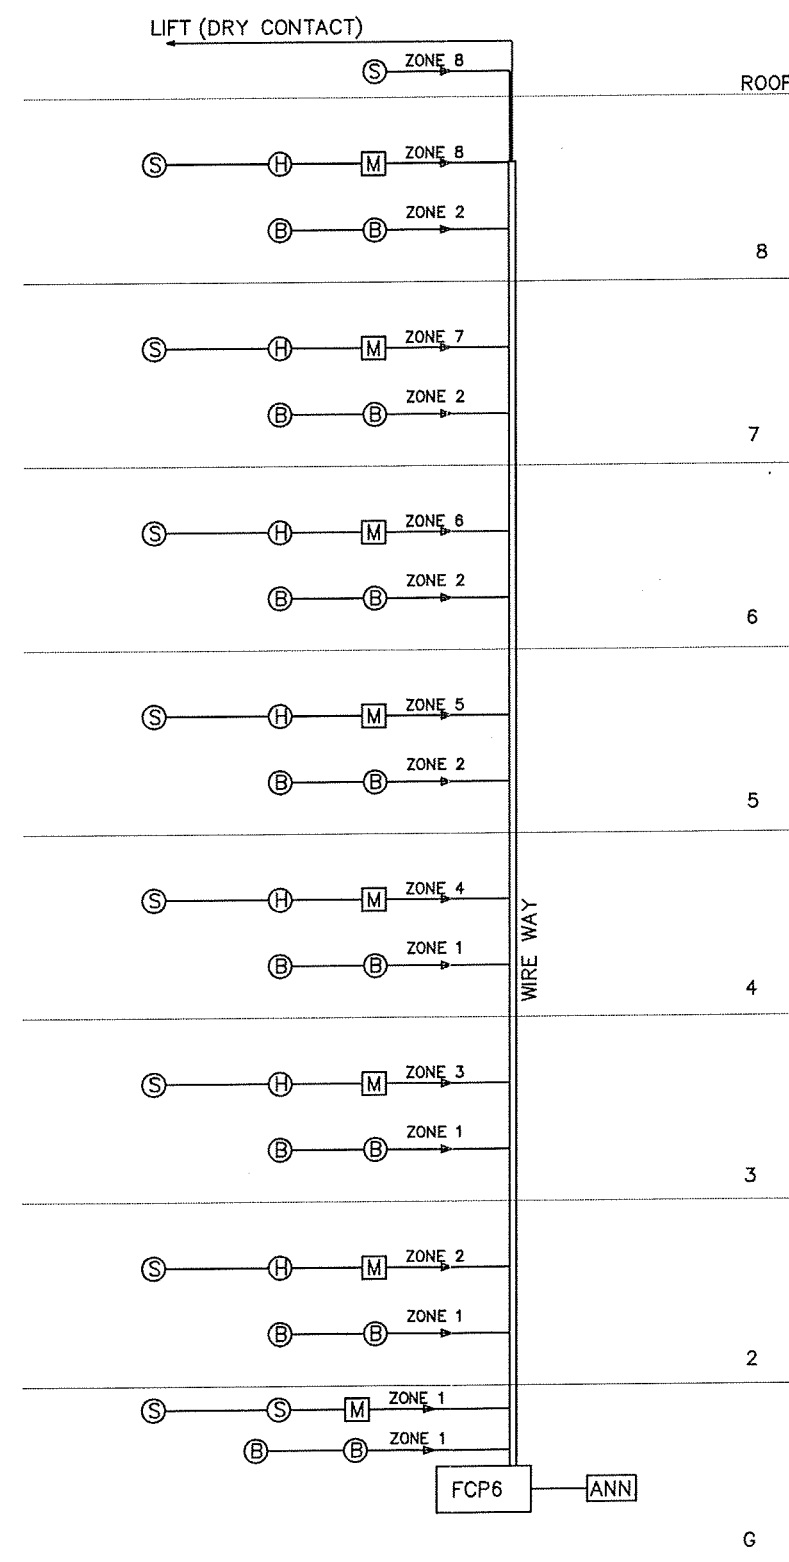 LIFT (DRY CONTACT)
S ZONE 8
ROOF
S H M ZONE 8
B B ZONE 2
8
S H M ZONE 7
B B ZONE 2
7
S H M ZONE 6
B B ZONE 2
6
S H M ZONE 5
B B ZONE 2
5
S H M ZONE 4
WIRE WAY
B B ZONE 1
4
S H M ZONE 3
B B ZONE 1
3
S H M ZONE 2
B B ZONE 1
2
S S M ZONE 1
B B ZONE 1
FCP6 ANN
G